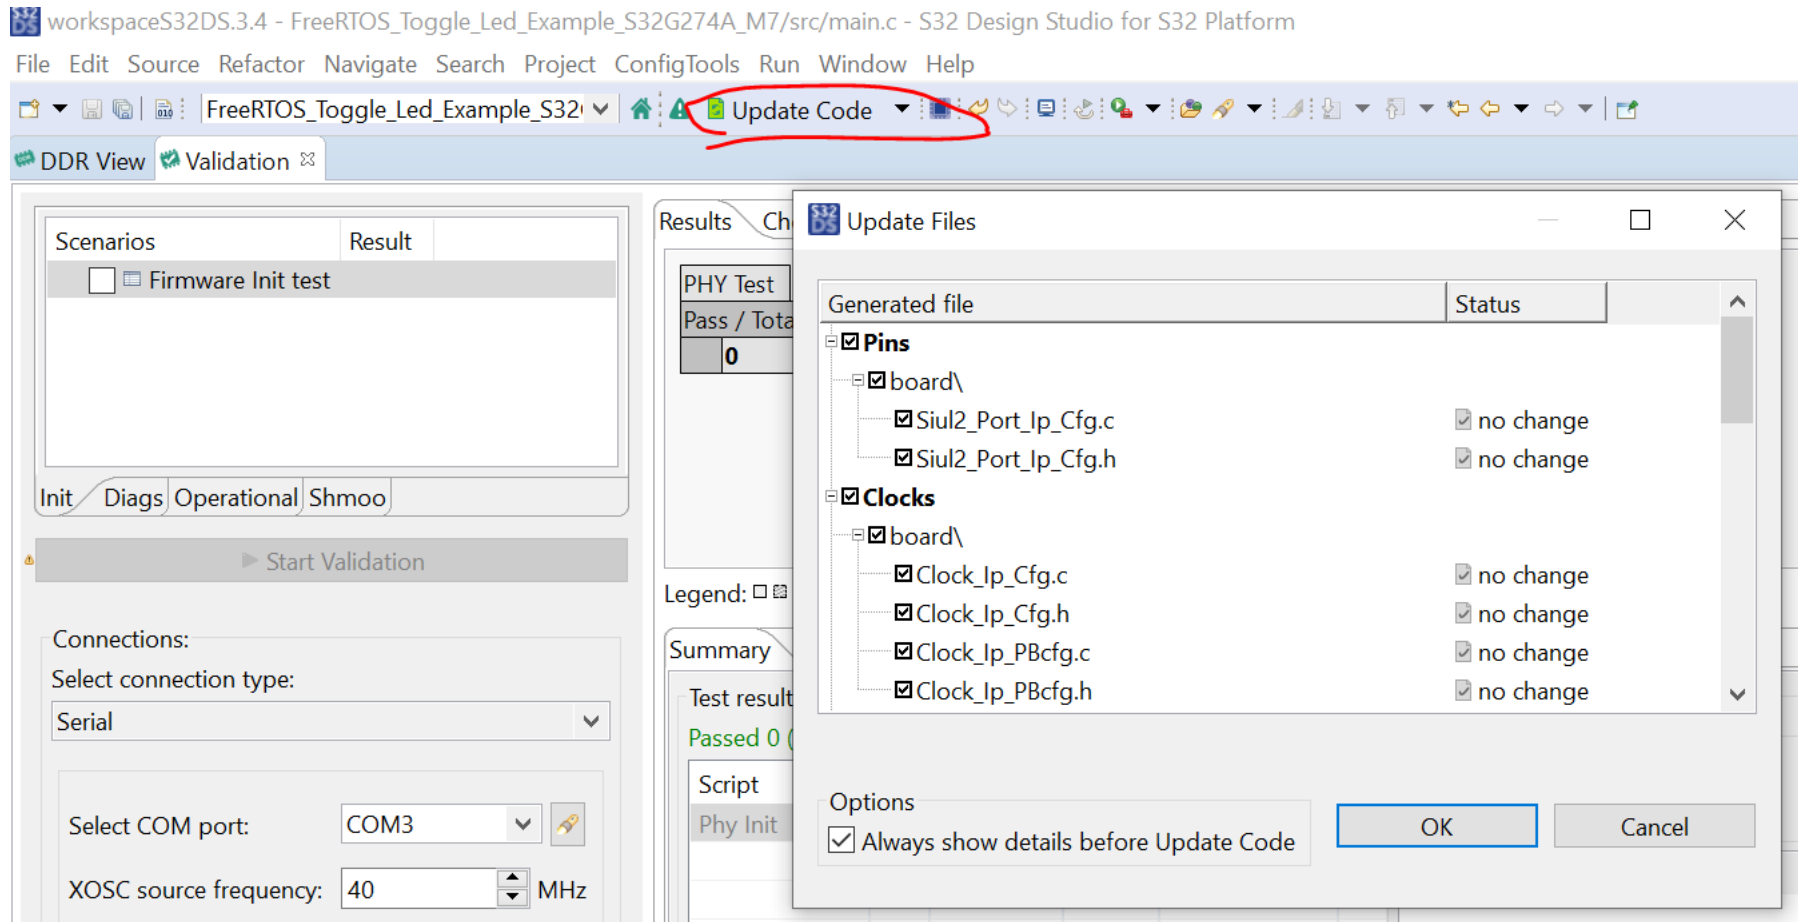 workspaceS32DS.3.4 - FreeRTOS_Toggle_Led_Example_S32G274A_M7/src/main.c - S32 Design Studio for S32 Platform
File Edit Source Refactor Navigate Search Project ConfigTools Run Window Help
FreeRTOS_Toggle_Led_Example_S32( Update Code
DDR View Validation
Scenarios Result
Firmware Init test
Init Diags Operational Shmoo
Start Validation
Connections:
Select connection type:
Serial
Select COM port: COM3
XOSC source frequency: 40 MHz
Results Ch
PHY Test
Pass / Tota
0
Legend:
Summary
Test result
Passed 0 (
Script
Phy Init
S32 DS Update Files
Generated file Status
Pins
board\
Siul2_Port_Ip_Cfg.c no change
Siul2_Port_Ip_Cfg.h no change
Clocks
board\
Clock_Ip_Cfg.c no change
Clock_Ip_Cfg.h no change
Clock_Ip_PBcfg.c no change
Clock_Ip_PBcfg.h no change
Options
Always show details before Update Code
OK Cancel